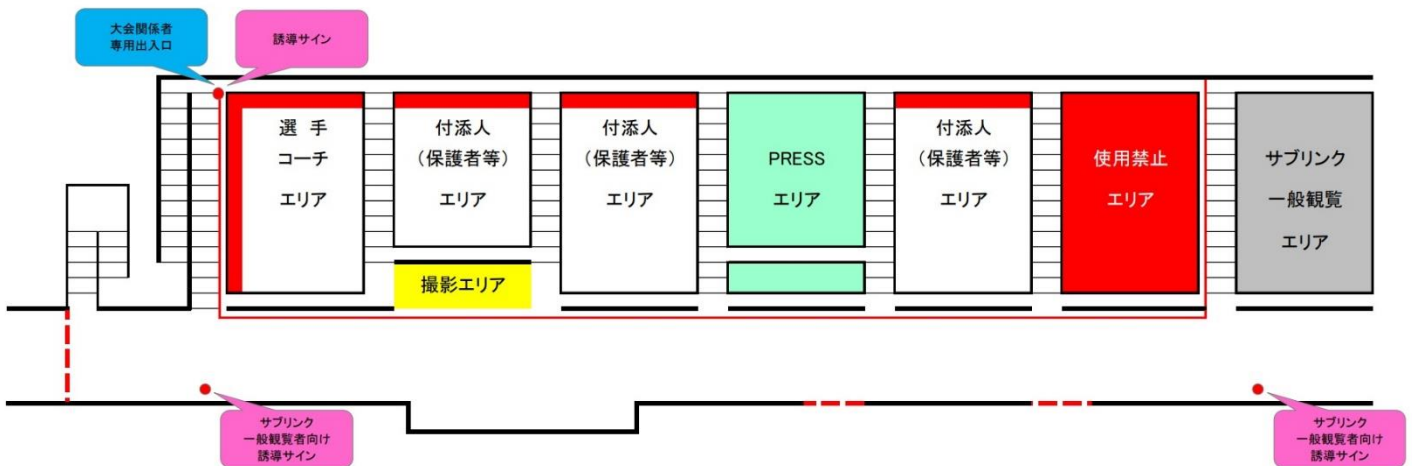 大会関係者
専用出入口
誘導サイン
選 手
コーチ
エリア
付添人
（保護者等）
エリア
付添人
（保護者等）
エリア
PRESS
エリア
付添人
（保護者等）
エリア
使用禁止
エリア
サブリンク
一般観覧
エリア
撮影エリア
サブリンク
一般観覧者向け
誘導サイン
サブリンク
一般観覧者向け
誘導サイン